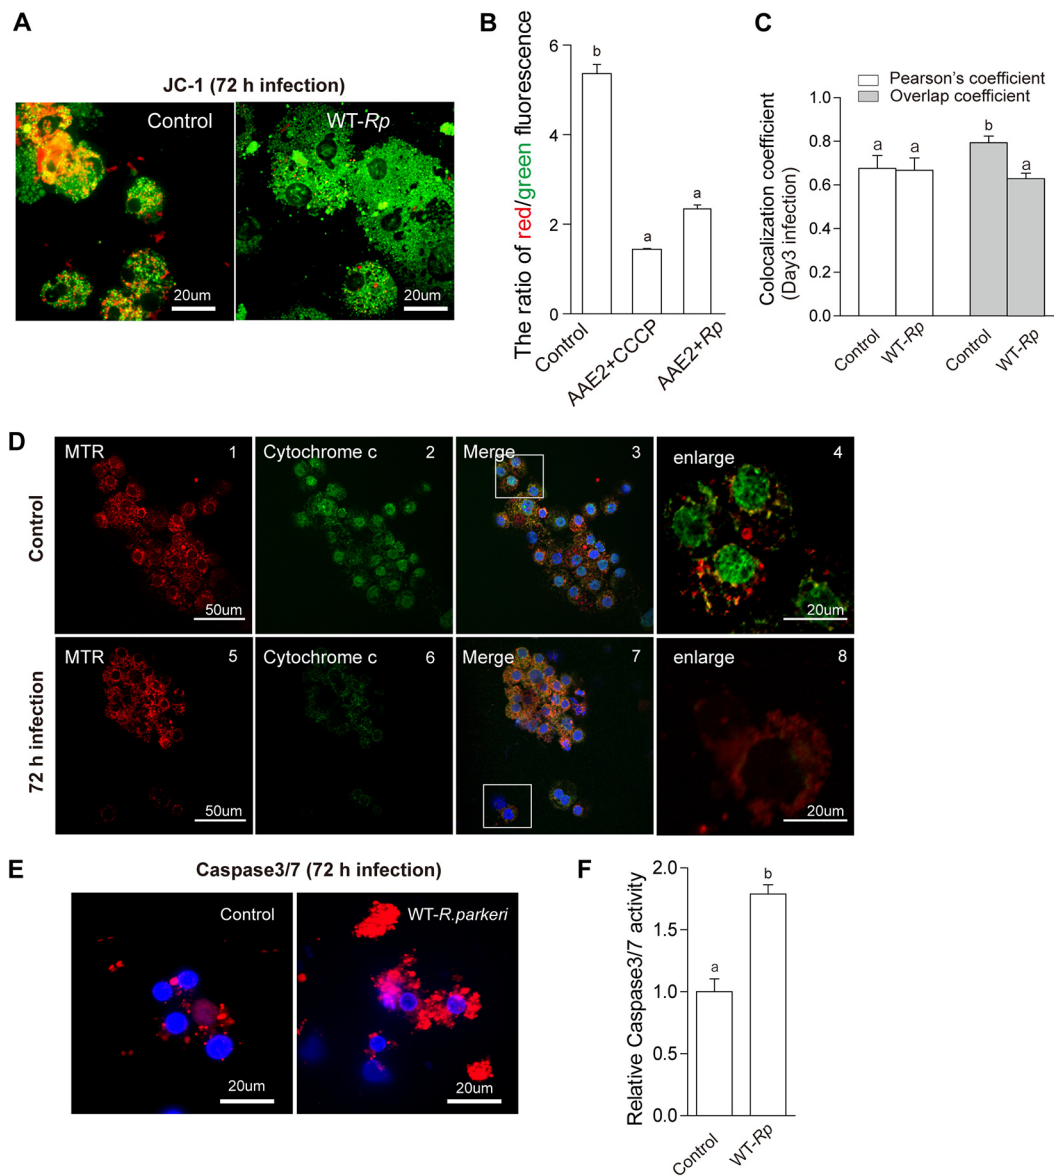 A
JC-1 (72 h infection)
Control
WT-Rp
20um
20um
B
The ratio of red/green fluorescence
6
4
2
0
b
a
a
Control
AAE2+CCCP
AAE2+Rp
C
Pearson's coefficient
Overlap coefficient
Colocalization coefficient
(Day3 infection)
1.0
0.8
0.6
0.4
0.2
0.0
a
a
b
a
Control
WT-Rp
Control
WT-Rp
D
Control
MTR
1
50um
Cytochrome c
2
Merge
3
enlarge
4
20um
72 h infection
MTR
5
50um
Cytochrome c
6
Merge
7
enlarge
8
20um
E
Caspase3/7 (72 h infection)
Control
20um
WT-R.parkeri
20um
F
Relative Caspase3/7 activity
2.0
1.5
1.0
0.5
0.0
a
b
Control
WT-Rp